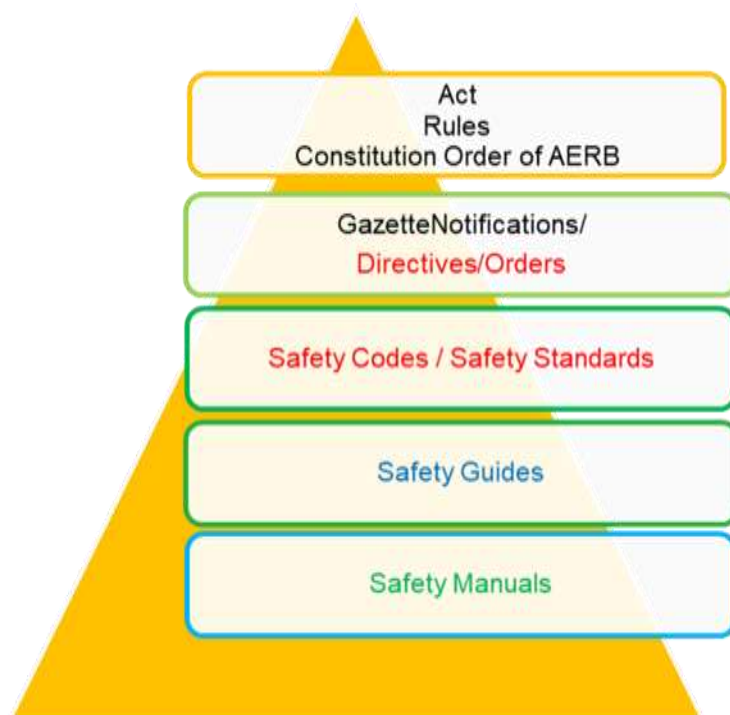 Act
Rules
Constitution Order of AERB
GazetteNotifications/
Directives/Orders
Safety Codes / Safety Standards
Safety Guides
Safety Manuals